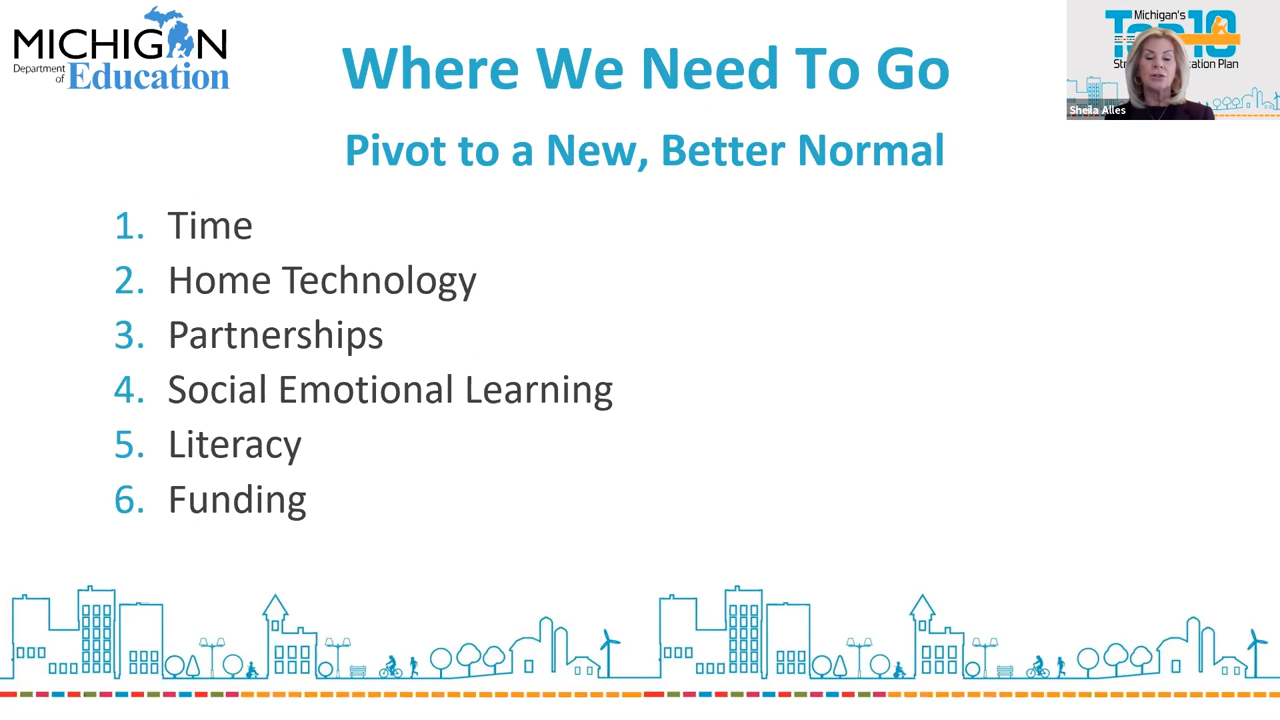 MICHIGAN
Department of Education
Where We Need To Go
Pivot to a New, Better Normal
1. Time
2. Home Technology
3. Partnerships
4. Social Emotional Learning
5. Literacy
6. Funding
Michigan's
Top 10
Plan
Sheila Alles